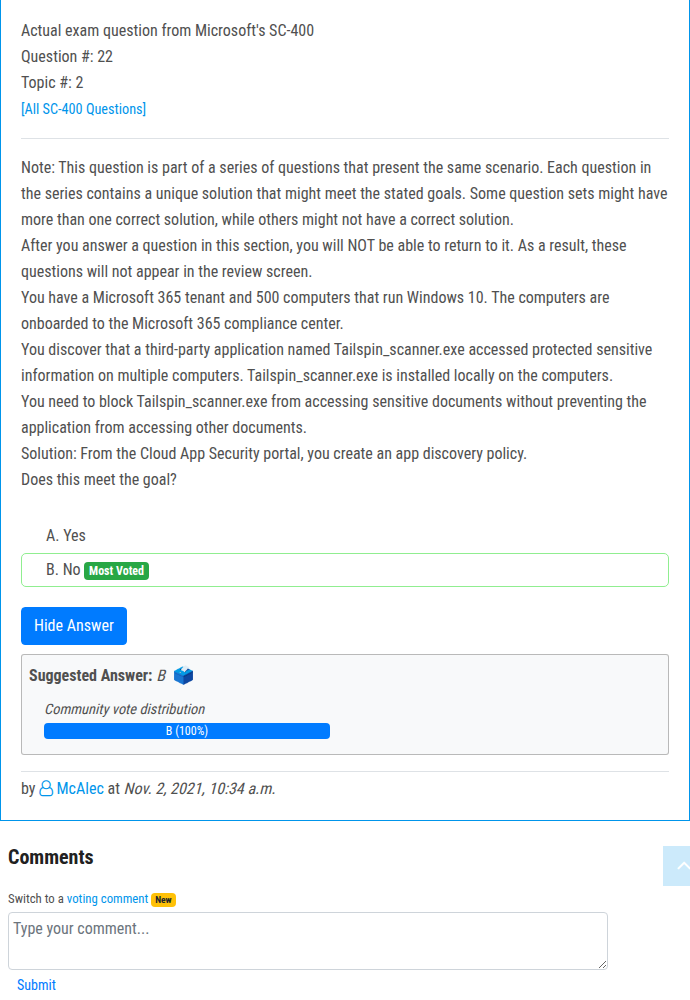 Actual exam question from Microsoft's SC-400
Question #: 22
Topic #: 2
[All SC-400 Questions]
Note: This question is part of a series of questions that present the same scenario. Each question in
the series contains a unique solution that might meet the stated goals. Some question sets might have
more than one correct solution, while others might not have a correct solution.
After you answer a question in this section, you will NOT be able to return to it. As a result, these
questions will not appear in the review screen.
You have a Microsoft 365 tenant and 500 computers that run Windows 10. The computers are
onboarded to the Microsoft 365 compliance center.
You discover that a third-party application named Tailspin_scanner.exe accessed protected sensitive
information on multiple computers. Tailspin_scanner.exe is installed locally on the computers.
You need to block Tailspin_scanner.exe from accessing sensitive documents without preventing the
application from accessing other documents.
Solution: From the Cloud App Security portal, you create an app discovery policy.
Does this meet the goal?
A. Yes
B. No Most Voted
Hide Answer
Suggested Answer: B
Community vote distribution
B (100%)
by McAlec at Nov. 2, 2021, 10:34 a.m.
Comments
Switch to a voting comment New
Type your comment...
Submit